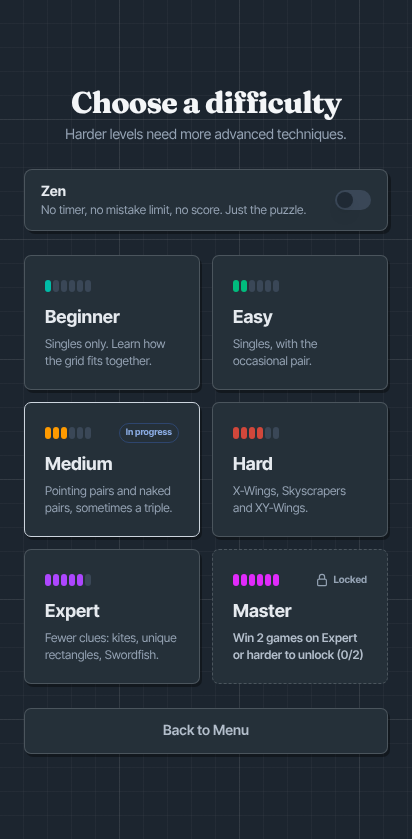 Choose a difficulty
Harder levels need more advanced techniques.
Zen
No timer, no mistake limit, no score. Just the puzzle.
Beginner
Singles only. Learn how
the grid fits together.
Easy
Singles, with the
occasional pair.
In progress
Medium
Pointing pairs and naked
pairs, sometimes a triple.
Hard
X-Wings, Skyscrapers
and XY-Wings.
Expert
Fewer clues: kites, unique
rectangles, Swordfish.
Locked
Master
Win 2 games on Expert
or harder to unlock (0/2)
Back to Menu